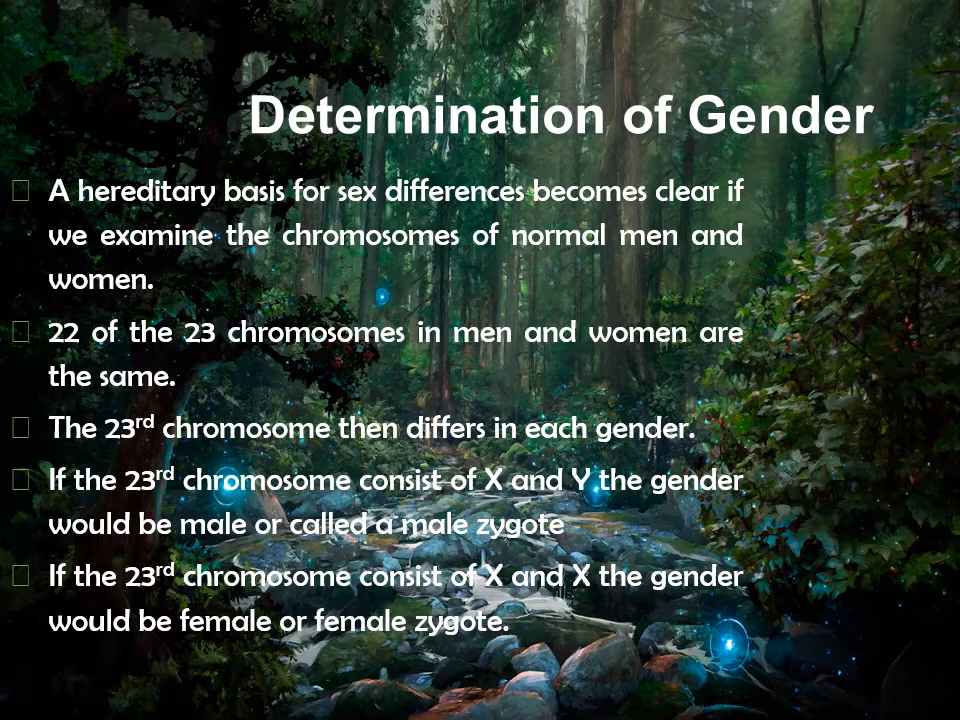 Determination of Gender
A hereditary basis for sex differences becomes clear if
we examine the chromosomes of normal men and
women.
22 of the 23 chromosomes in men and women are
the same.
The 23rd chromosome then differs in each gender.
If the 23rd chromosome consist of X and Y the gender
would be male or called a male zygote
If the 23rd chromosome consist of X and X the gender
would be female or female zygote.